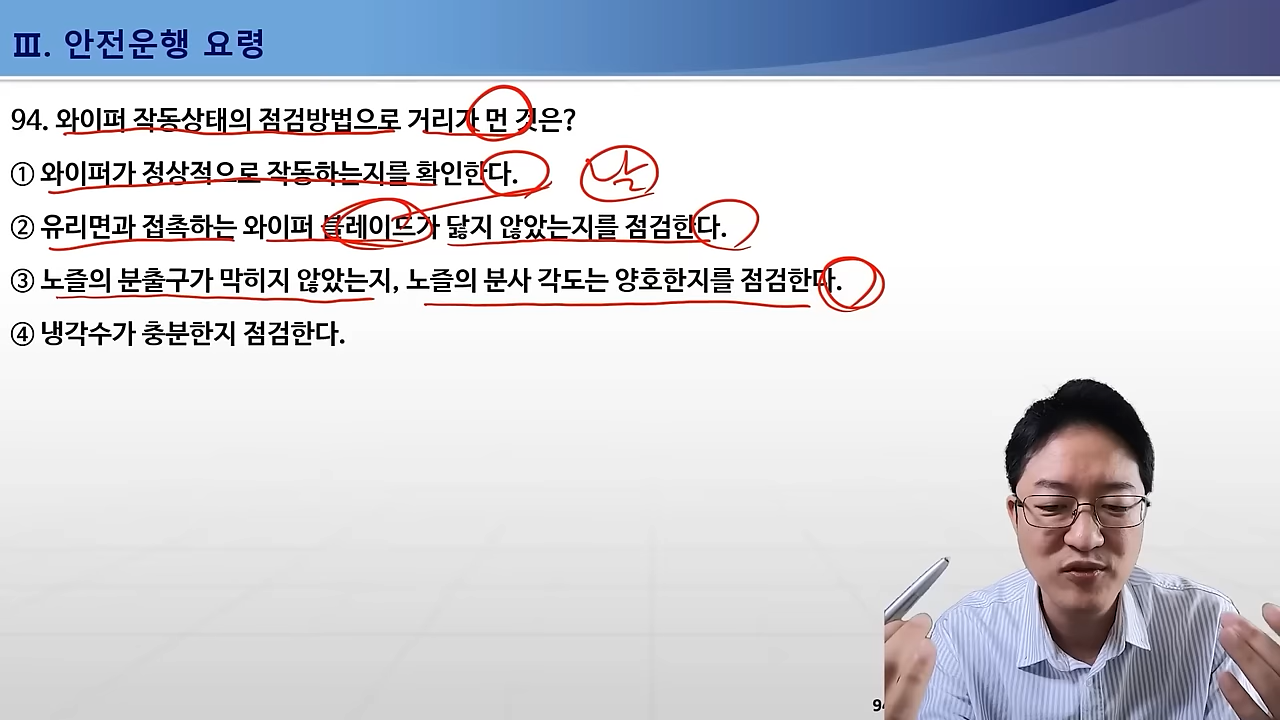 Ⅲ. 안전운행 요령
94. 와이퍼 작동상태의 점검방법으로 거리가 먼 것은?
① 와이퍼가 정상적으로 작동하는지를 확인한다.
날
② 유리면과 접촉하는 와이퍼 블레이드가 닳지 않았는지를 점검한다.
③ 노즐의 분출구가 막히지 않았는지, 노즐의 분사 각도는 양호한지를 점검한다.
④ 냉각수가 충분한지 점검한다.